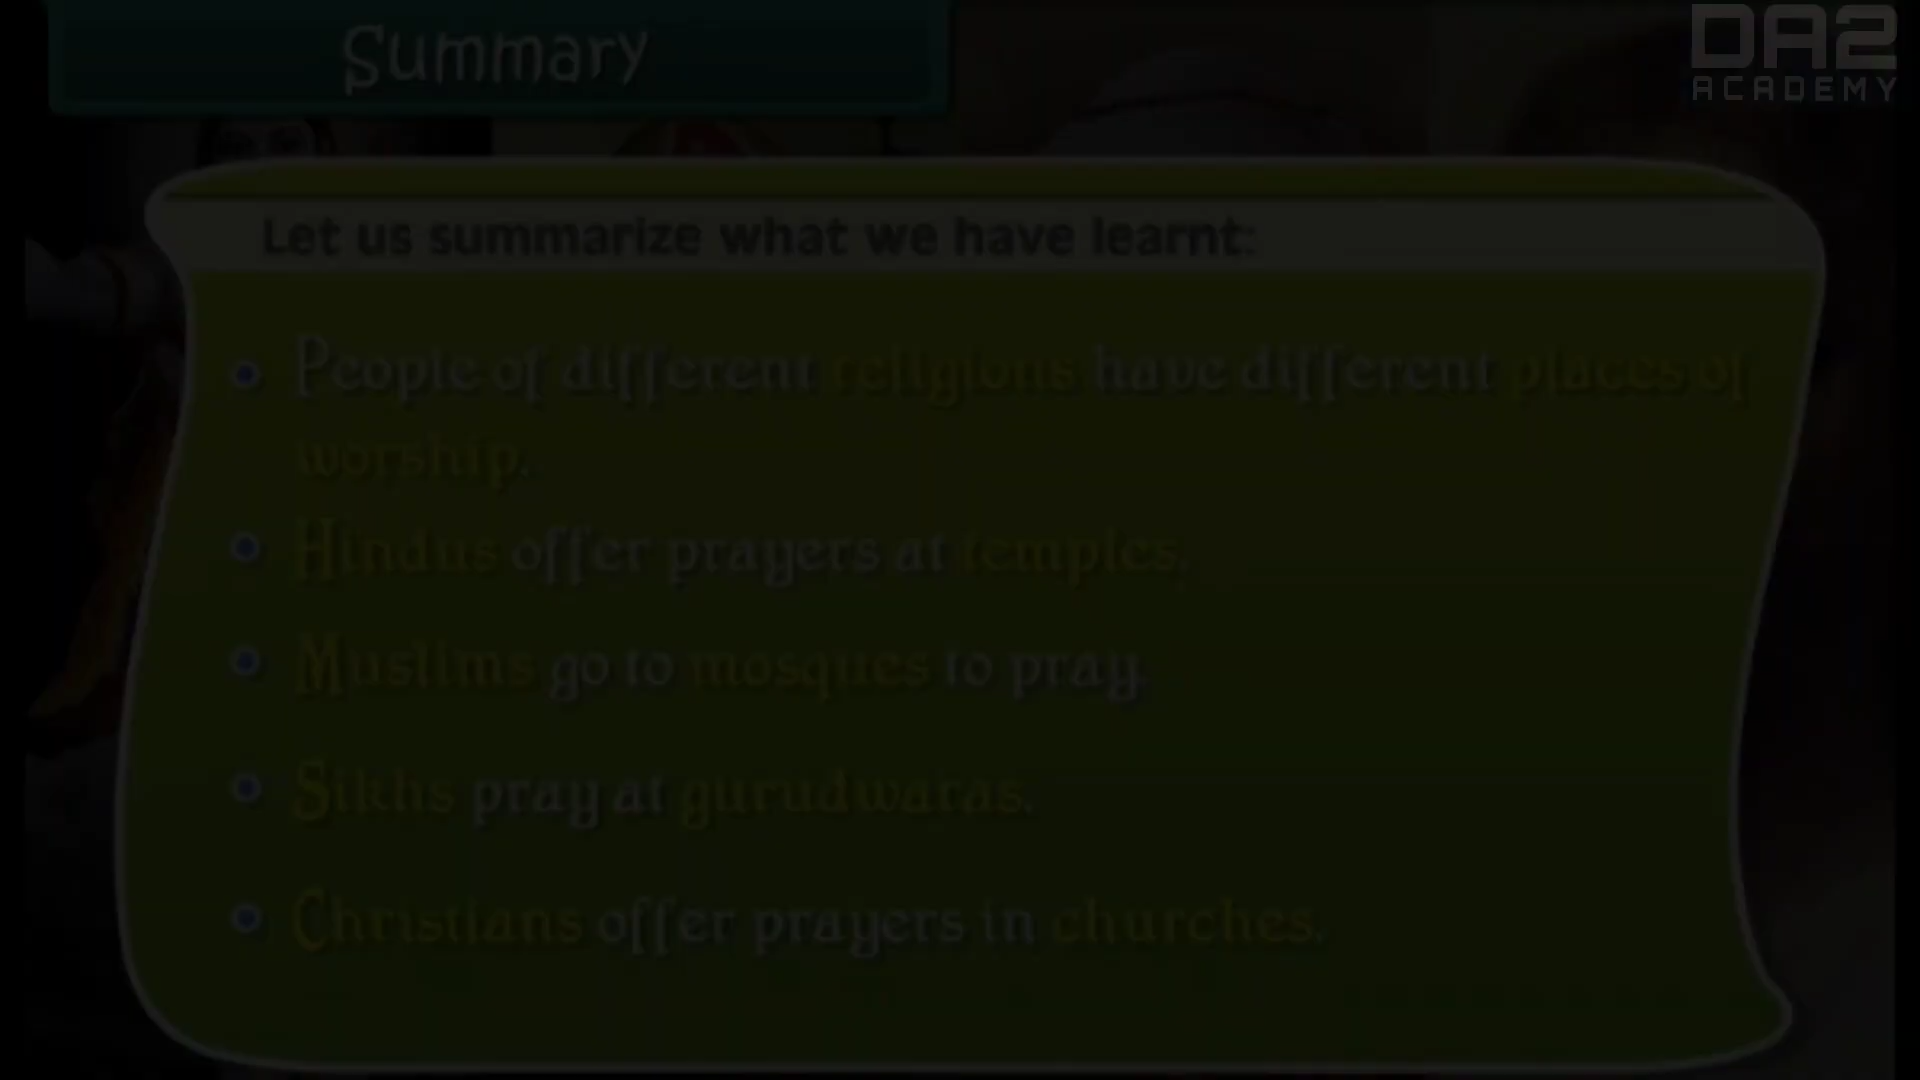 Summary
DA2
ACADEMY
Let us summarize what we have learnt:
People of different religions have different places of
worship.
Hindus offer prayers at temples.
Muslims go to mosques to pray.
Sikhs pray at gurudwaras.
Christians offer prayers in churches.